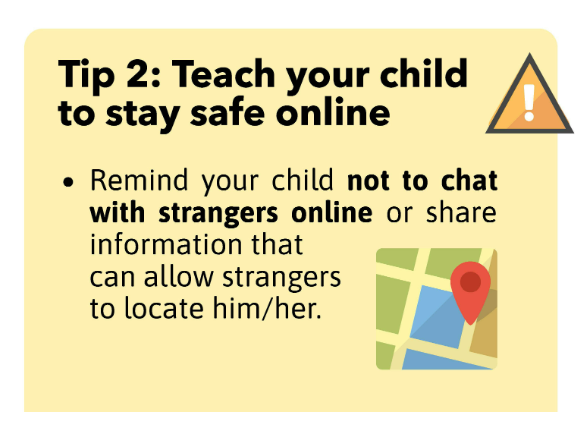 Tip 2: Teach your child
to stay safe online
• Remind your child not to chat
with strangers online or share
information that
can allow strangers
to locate him/her.